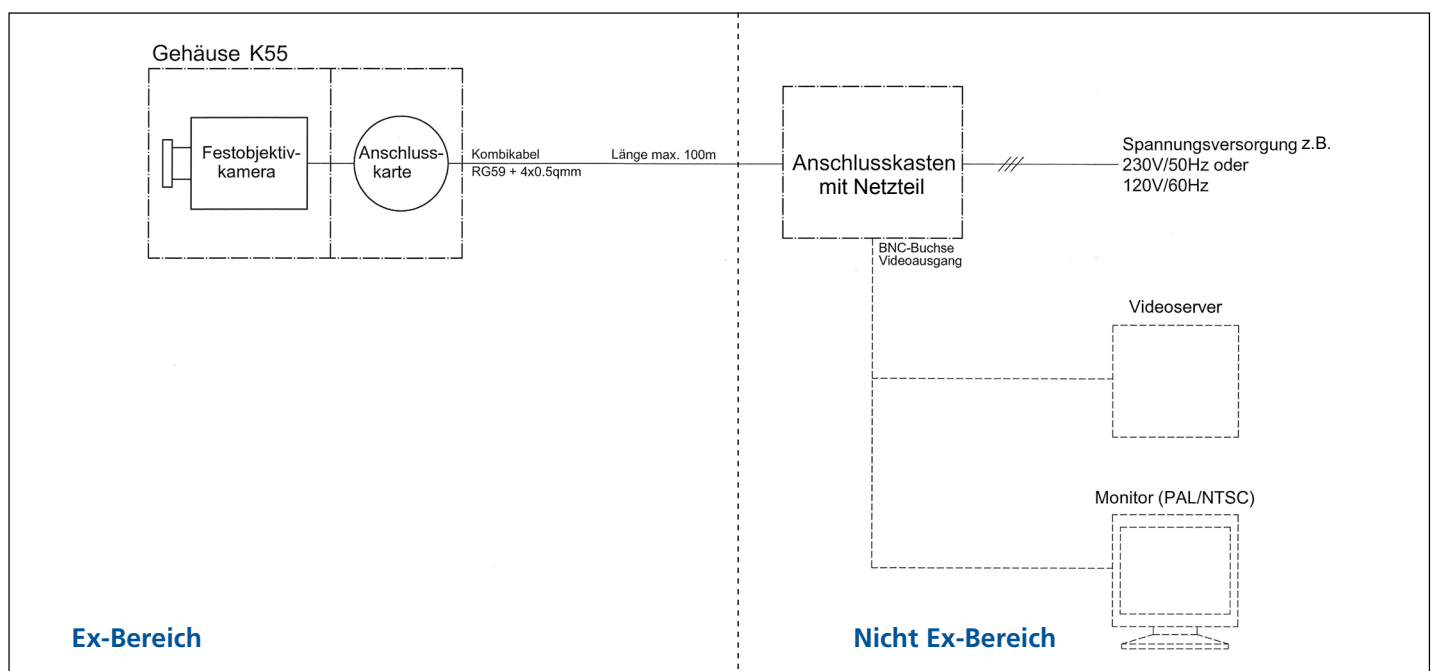 Gehäuse K55
Festobjektiv-
kamera
Anschluss-
karte
Kombikabel
RG59 + 4x0.5qmm
Länge max. 100m
Anschlusskasten
mit Netzteil
Spannungsversorgung z.B.
230V/50Hz oder
120V/60Hz
BNC-Buchse
Videoausgang
Videoserver
Monitor (PAL/NTSC)
Ex-Bereich
Nicht Ex-Bereich